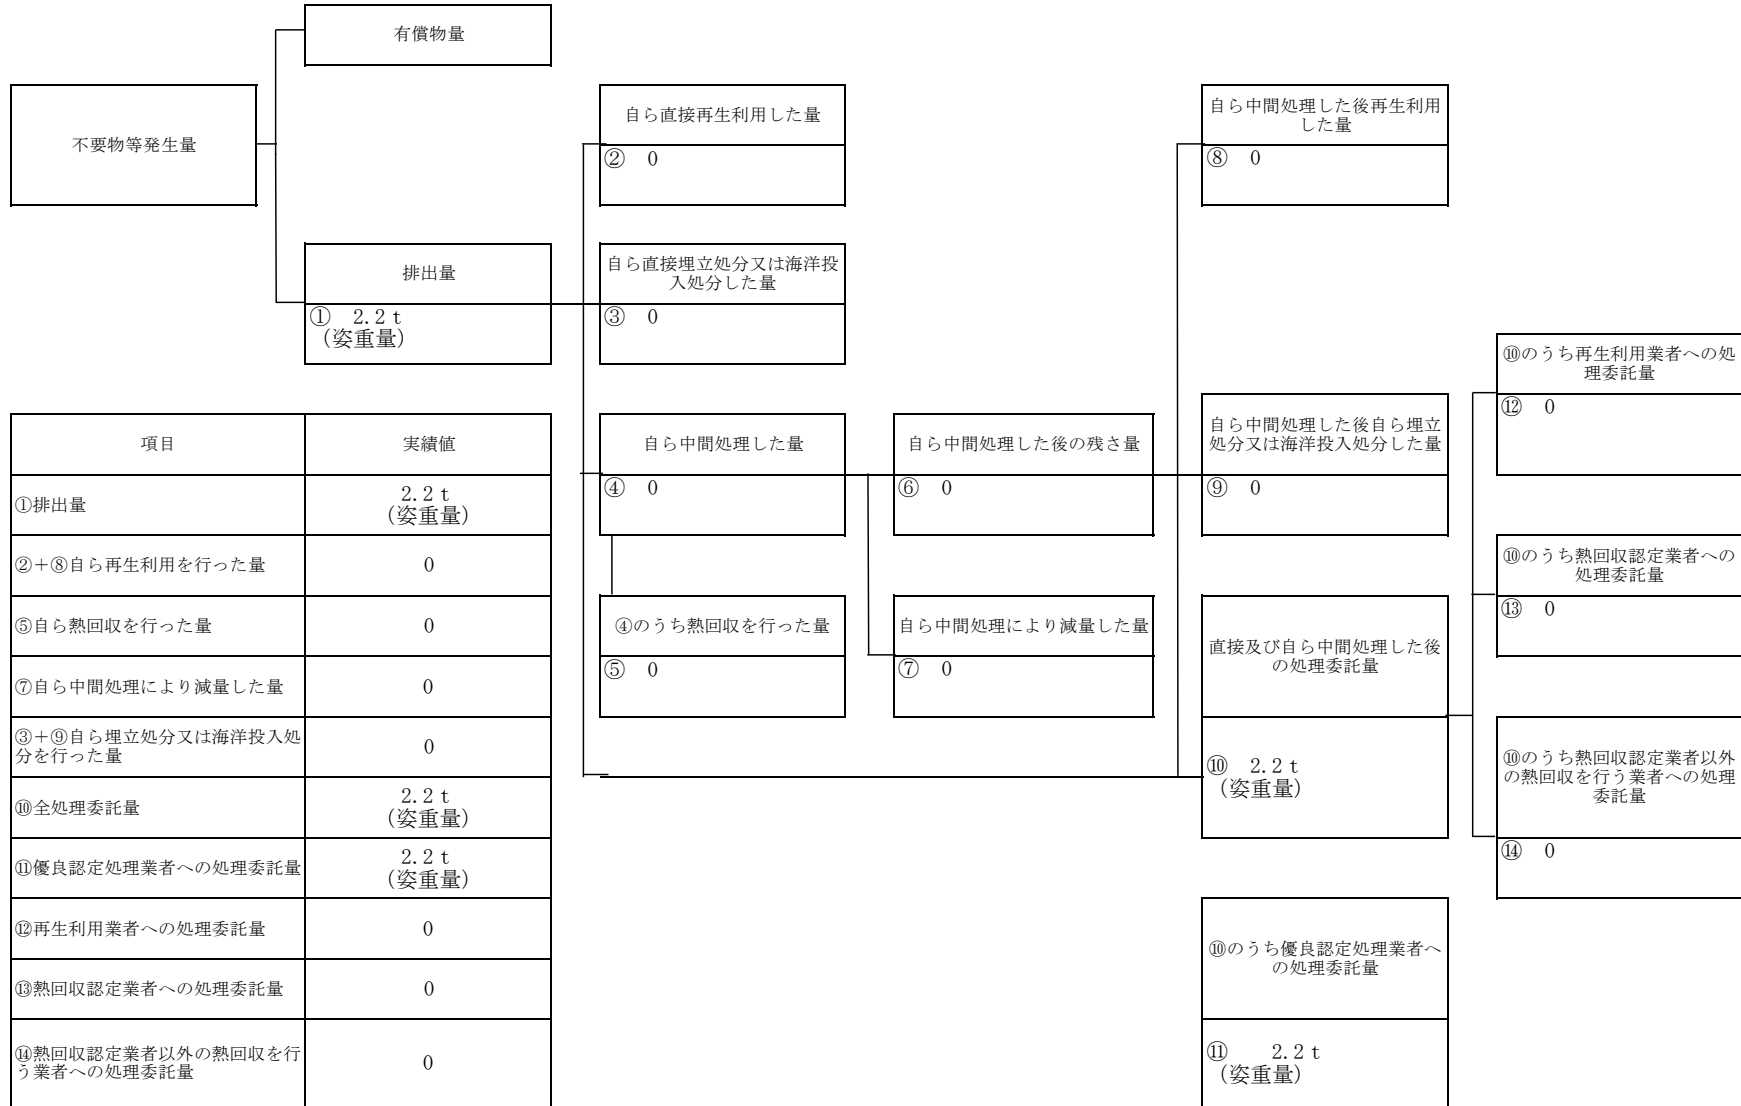 有償物量
不要物等発生量
自ら直接再生利用した量
② 0
自ら中間処理した後再生利用
した量
⑧ 0
排出量
① 2.2ｔ
（姿重量）
自ら直接埋立処分又は海洋投
入処分した量
③ 0
⑩のうち再生利用業者への処
理委託量
⑫ 0
自ら中間処理した量
④ 0
自ら中間処理した後の残さ量
⑥ 0
自ら中間処理した後自ら埋立
処分又は海洋投入処分した量
⑨ 0
⑩のうち熱回収認定業者への
処理委託量
⑬ 0
④のうち熱回収を行った量
⑤ 0
自ら中間処理により減量した量
⑦ 0
直接及び自ら中間処理した後
の処理委託量
⑩ 2.2ｔ
（姿重量）
⑩のうち熱回収認定業者以外
の熱回収を行う業者への処理
委託量
⑭ 0
⑩のうち優良認定処理業者へ
の処理委託量
⑪ 2.2ｔ
（姿重量）
項目 実績値
①排出量 2.2ｔ
（姿重量）
②＋⑧自ら再生利用を行った量 0
⑤自ら熱回収を行った量 0
⑦自ら中間処理により減量した量 0
③＋⑨自ら埋立処分又は海洋投入処
分を行った量 0
⑩全処理委託量 2.2ｔ
（姿重量）
⑪優良認定処理業者への処理委託量 2.2ｔ
（姿重量）
⑫再生利用業者への処理委託量 0
⑬熱回収認定業者への処理委託量 0
⑭熱回収認定業者以外の熱回収を行
う業者への処理委託量 0